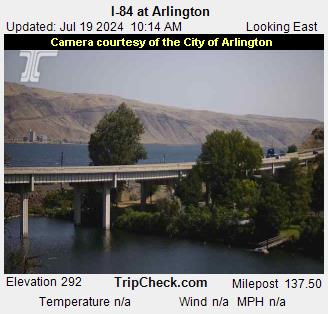 I-84 at Arlington
Updated: Jul 19 2024 10:14 AM Looking East
Camera courtesy of the City of Arlington
Elevation 292 TripCheck.com Milepost 137.50
Temperature n/a Wind n/a MPH n/a